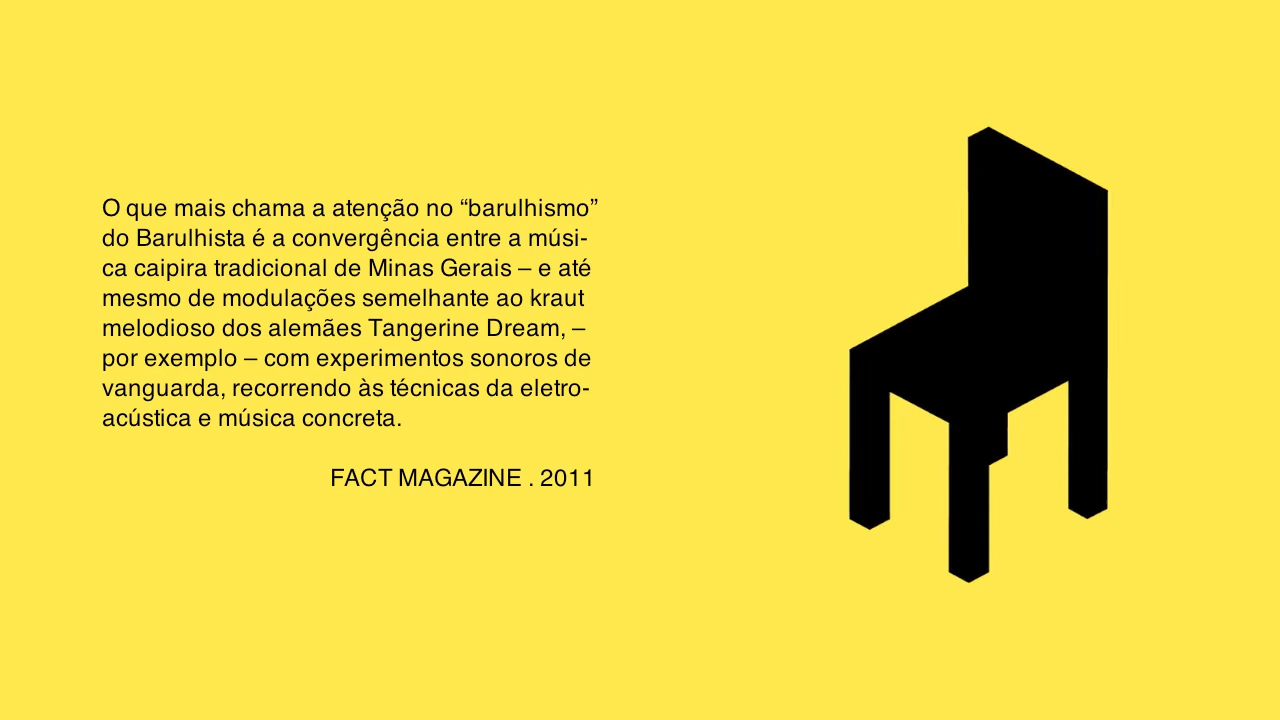 O que mais chama a atenção no “barulhismo”
do Barulhista é a convergência entre a músi-
ca caipira tradicional de Minas Gerais – e até
mesmo de modulações semelhante ao kraut
melodioso dos alemães Tangerine Dream, –
por exemplo – com experimentos sonoros de
vanguarda, recorrendo às técnicas da eletro-
acústica e música concreta.
FACT MAGAZINE . 2011